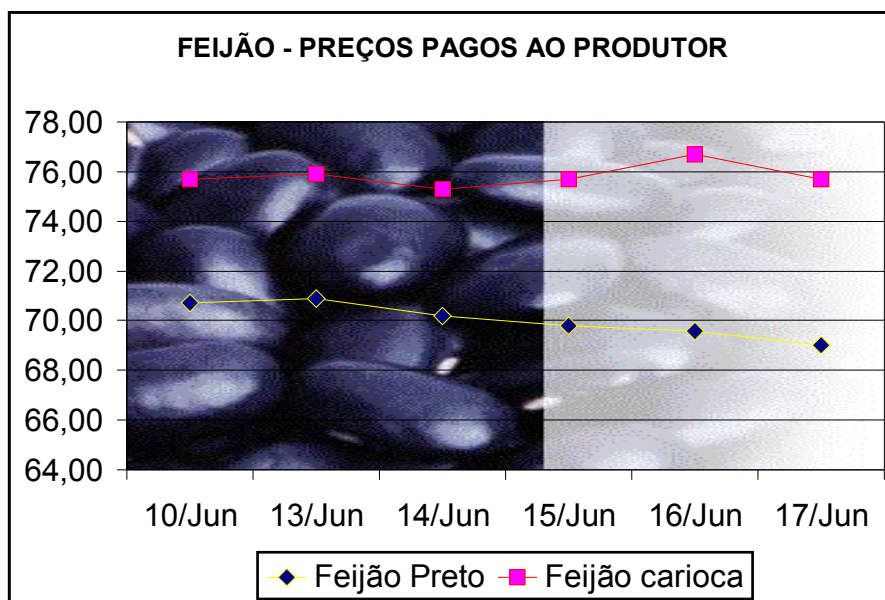 FEIJÃO - PREÇOS PAGOS AO PRODUTOR
78,00
76,00
74,00
72,00
70,00
68,00
66,00
64,00
10/Jun 13/Jun 14/Jun 15/Jun 16/Jun 17/Jun
Feijão Preto Feijão carioca